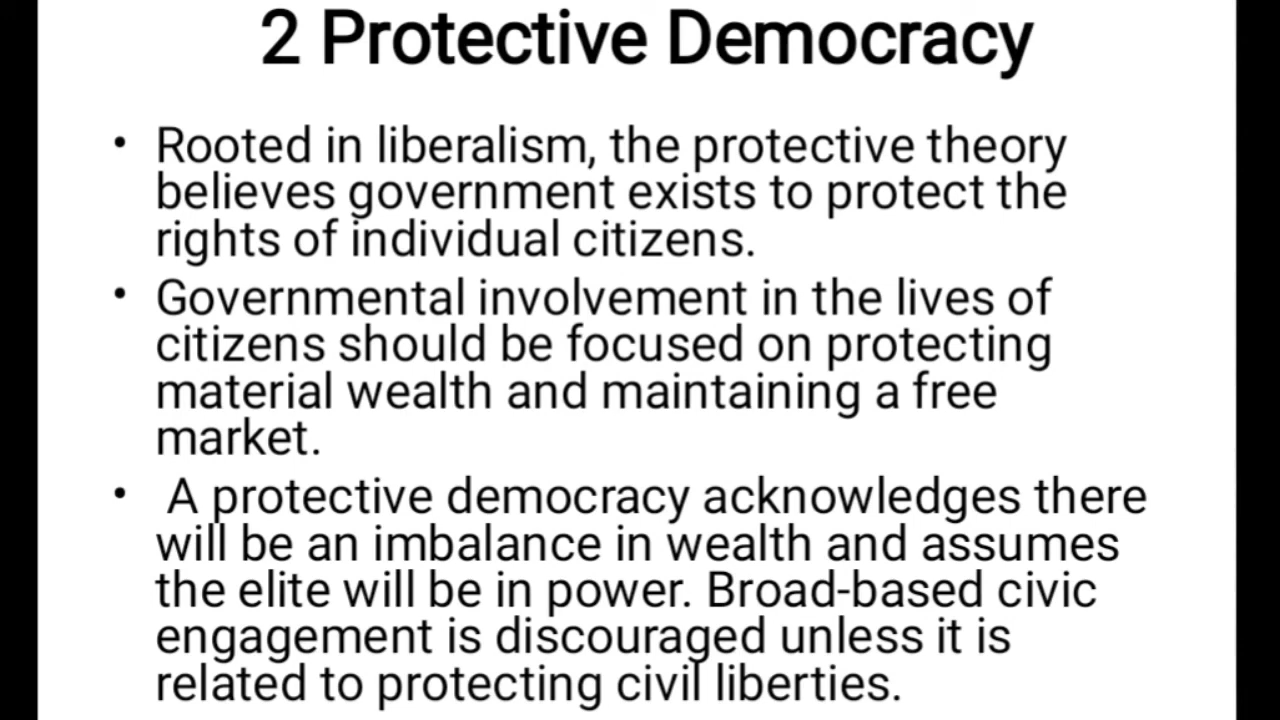 2 Protective Democracy
• Rooted in liberalism, the protective theory
believes government exists to protect the
rights of individual citizens.
• Governmental involvement in the lives of
citizens should be focused on protecting
material wealth and maintaining a free
market.
• A protective democracy acknowledges there
will be an imbalance in wealth and assumes
the elite will be in power. Broad-based civic
engagement is discouraged unless it is
related to protecting civil liberties.